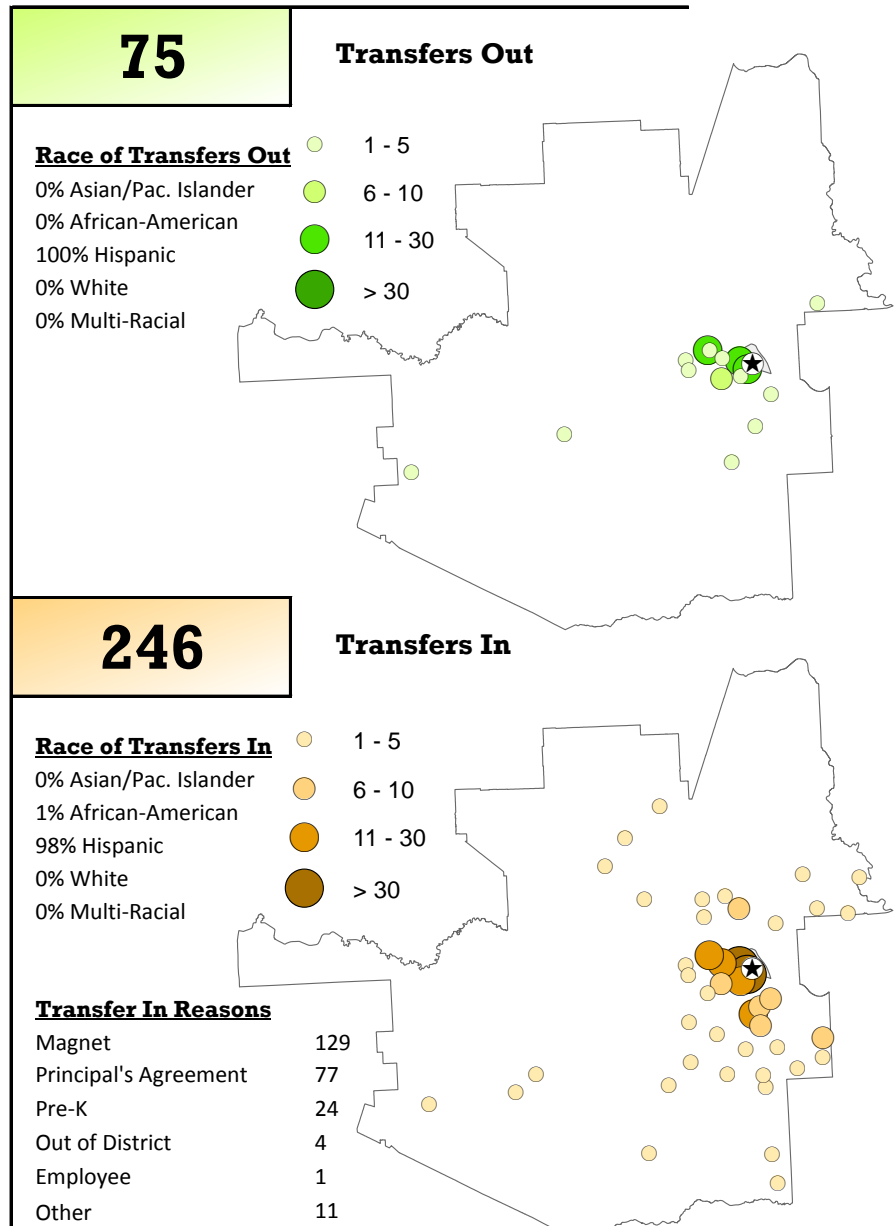 75
Transfers Out
Race of Transfers Out
0% Asian/Pac. Islander
0% African-American
100% Hispanic
0% White
0% Multi-Racial
1 - 5
6 - 10
11 - 30
> 30
246
Transfers In
Race of Transfers In
0% Asian/Pac. Islander
1% African-American
98% Hispanic
0% White
0% Multi-Racial
1 - 5
6 - 10
11 - 30
> 30
Transfer In Reasons
Magnet 129
Principal's Agreement 77
Pre-K 24
Out of District 4
Employee 1
Other 11